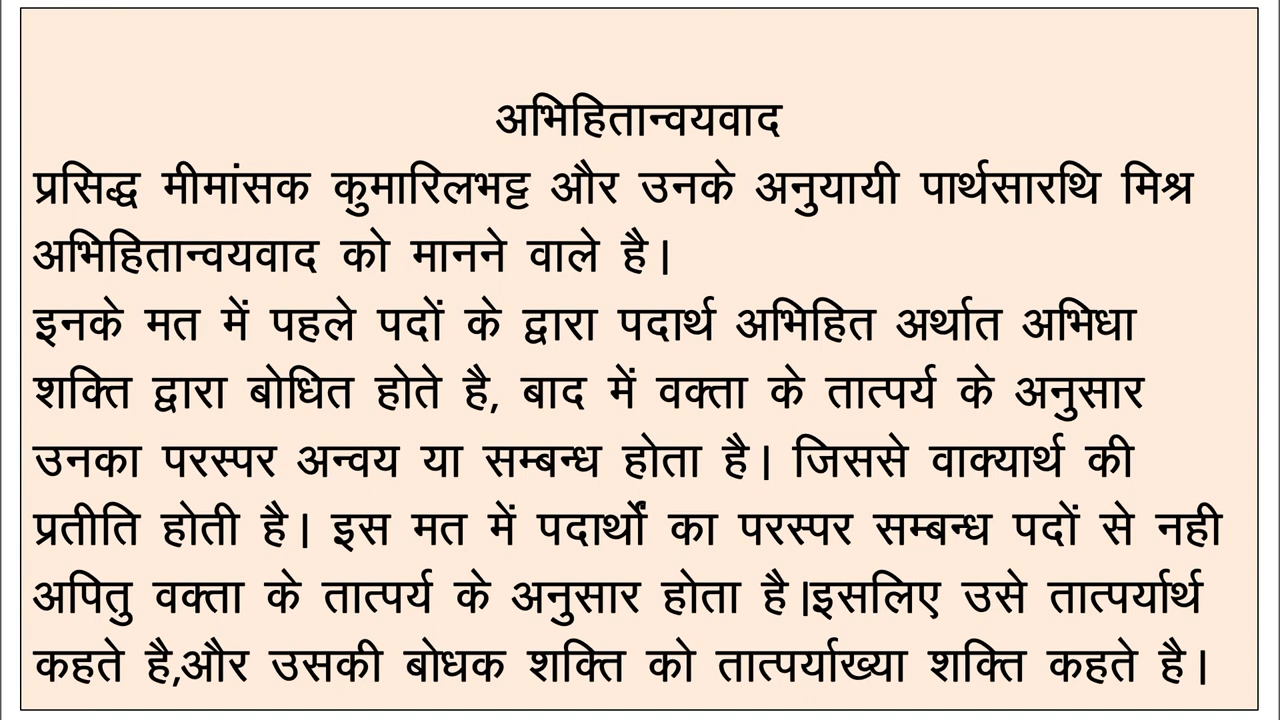 अभिहितान्वयवाद
प्रसिद्ध मीमांसक कुमारिलभट्ट और उनके अनुयायी पार्थसारथि मिश्र
अभिहितान्वयवाद को मानने वाले है।
इनके मत में पहले पदों के द्वारा पदार्थ अभिहित अर्थात अभिधा
शक्ति द्वारा बोधित होते है, बाद में वक्ता के तात्पर्य के अनुसार
उनका परस्पर अन्वय या सम्बन्ध होता है। जिससे वाक्यार्थ की
प्रतीति होती है। इस मत में पदार्थों का परस्पर सम्बन्ध पदों से नही
अपितु वक्ता के तात्पर्य के अनुसार होता है।इसलिए उसे तात्पर्यार्थ
कहते है,और उसकी बोधक शक्ति को तात्पर्याख्या शक्ति कहते है।